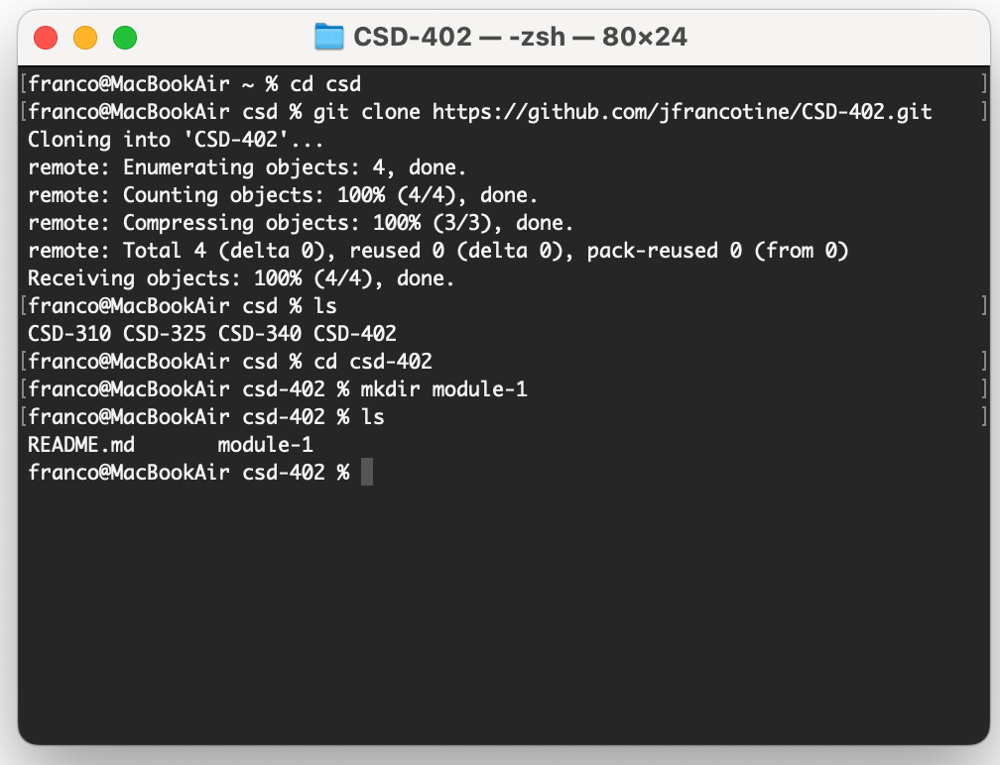 CSD-402 — -zsh — 80×24
[franco@MacBookAir ~ % cd csd ]
[franco@MacBookAir csd % git clone https://github.com/jfrancotine/CSD-402.git ]
Cloning into 'CSD-402'...
remote: Enumerating objects: 4, done.
remote: Counting objects: 100% (4/4), done.
remote: Compressing objects: 100% (3/3), done.
remote: Total 4 (delta 0), reused 0 (delta 0), pack-reused 0 (from 0)
Receiving objects: 100% (4/4), done.
[franco@MacBookAir csd % ls ]
CSD-310 CSD-325 CSD-340 CSD-402
[franco@MacBookAir csd % cd csd-402 ]
[franco@MacBookAir csd-402 % mkdir module-1 ]
[franco@MacBookAir csd-402 % ls ]
README.md module-1
franco@MacBookAir csd-402 %